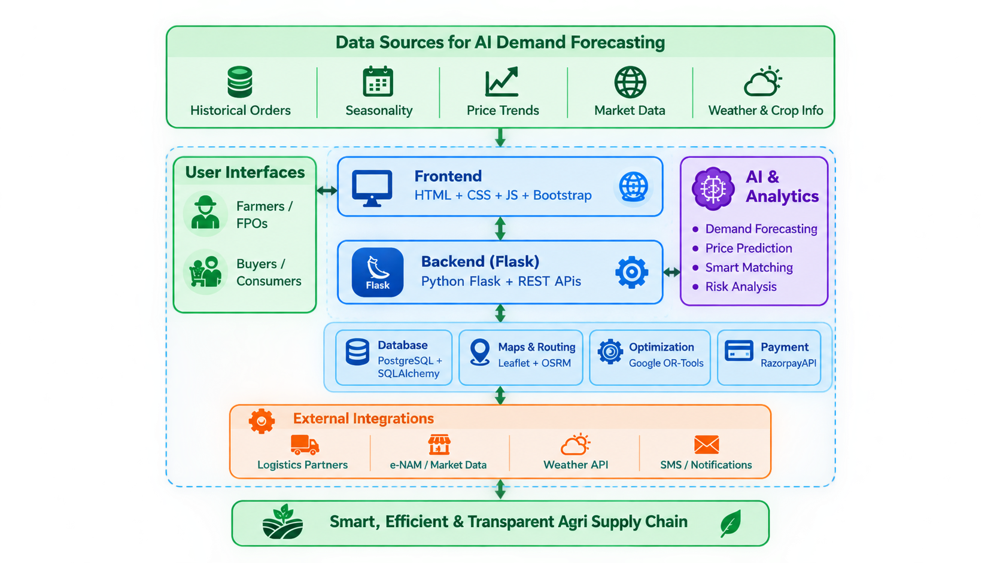 Data Sources for AI Demand Forecasting
Historical Orders
Seasonality
Price Trends
Market Data
Weather & Crop Info
User Interfaces
Farmers /
FPOs
Buyers /
Consumers
Frontend
HTML + CSS + JS + Bootstrap
Flask
Backend (Flask)
Python Flask + REST APis
AI &
Analytics
• Demand Forecasting
• Price Prediction
• Smart Matching
• Risk Analysis
Database
PostgreSQL +
SQLAlchemy
Maps & Routing
Leaflet + OSRM
Optimization
Google OR-Tools
Payment
RazorpayAPI
External Integrations
Logistics Partners
e-NAM / Market Data
Weather API
SMS / Notifications
Smart, Efficient & Transparent Agri Supply Chain